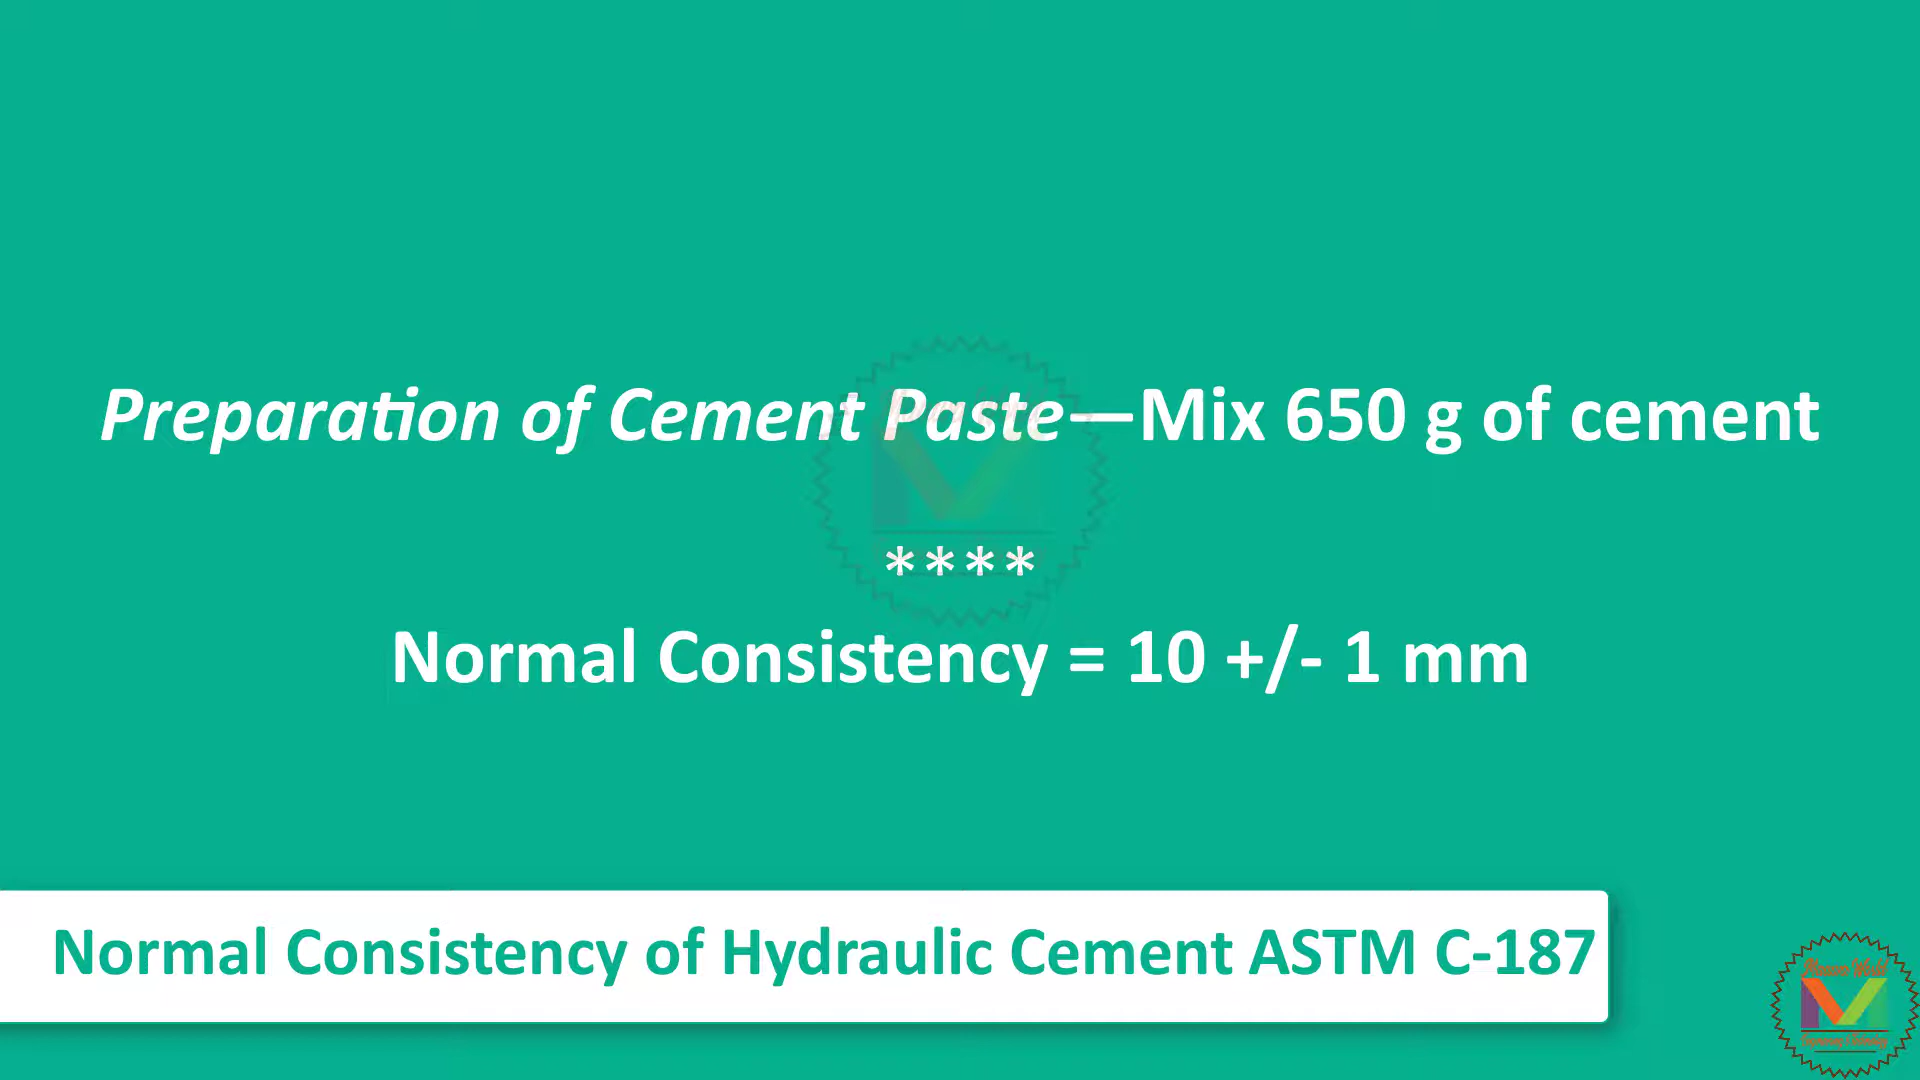 Preparation of Cement Paste—Mix 650 g of cement
****
Normal Consistency = 10 +/- 1 mm
Normal Consistency of Hydraulic Cement ASTM C-187